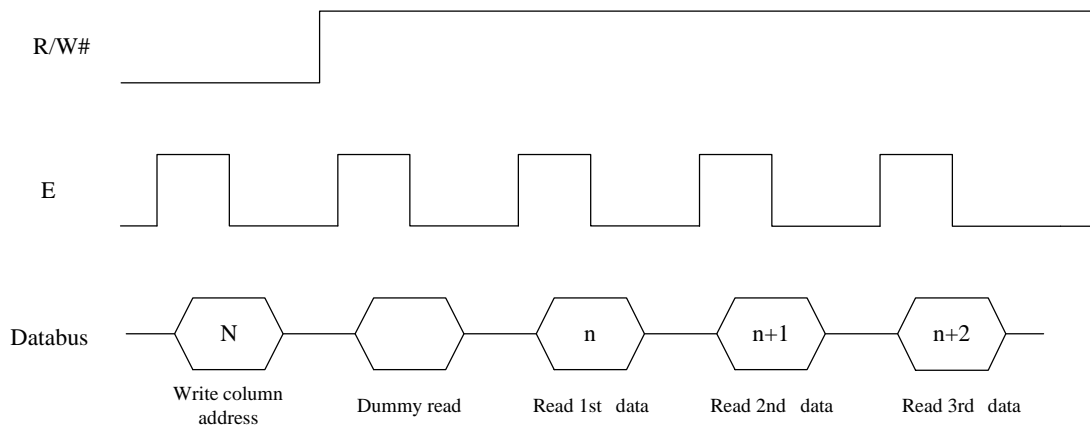 R/W#
E
Databus
N
n
n+1
n+2
Write column
address
Dummy read
Read 1st data
Read 2nd data
Read 3rd data